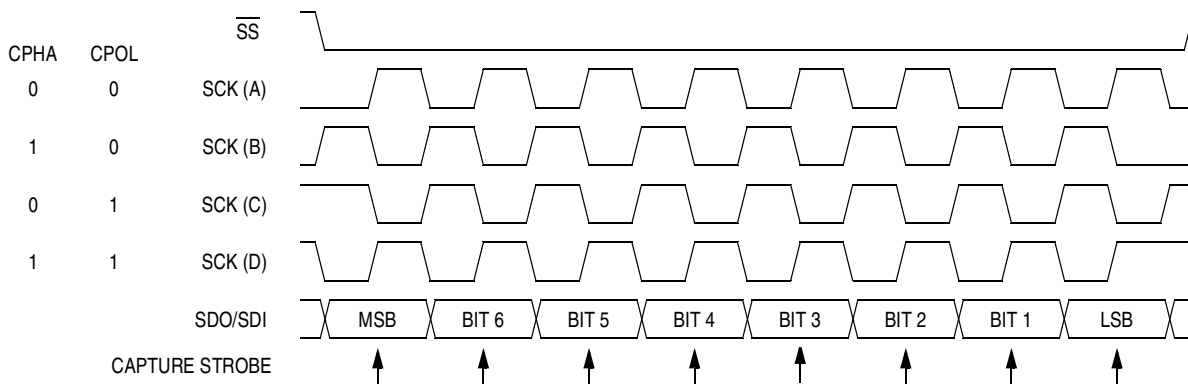 SS
CPHA CPOL
0 0 SCK (A)
1 0 SCK (B)
0 1 SCK (C)
1 1 SCK (D)
SDO/SDI MSB BIT 6 BIT 5 BIT 4 BIT 3 BIT 2 BIT 1 LSB
CAPTURE STROBE